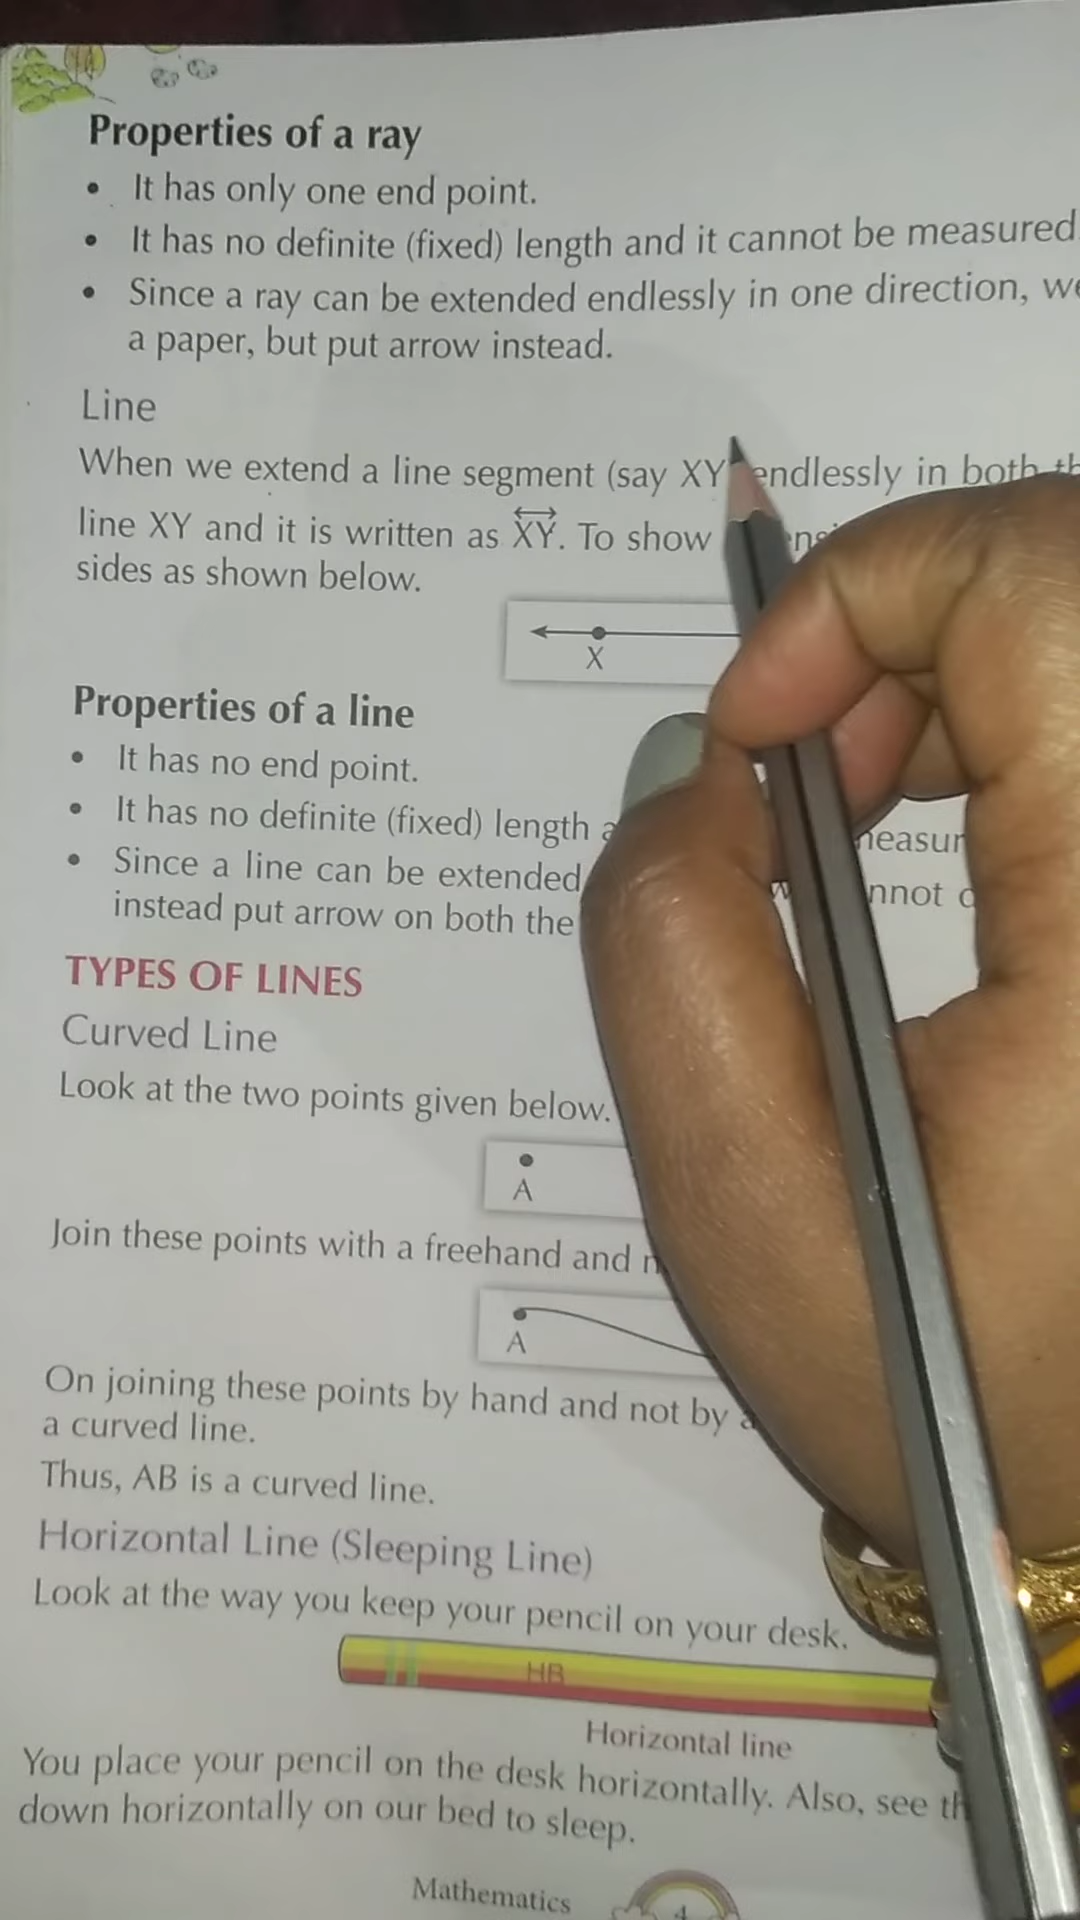 Properties of a ray
• It has only one end point.
• It has no definite (fixed) length and it cannot be measured.
• Since a ray can be extended endlessly in one direction, we
a paper, but put arrow instead.
Line
When we extend a line segment (say XY endlessly in both
line XY and it is written as XY. To show
sides as shown below.
X
Properties of a line
• It has no end point.
• It has no definite (fixed) length
• Since a line can be extended
instead put arrow on both the
TYPES OF LINES
Curved Line
Look at the two points given below.
A
Join these points with a freehand and
A
On joining these points by hand and not by
a curved line.
Thus, AB is a curved line.
Horizontal Line (Sleeping Line)
Look at the way you keep your pencil on your desk.
HB
Horizontal line
You place your pencil on the desk horizontally. Also, see
down horizontally on our bed to sleep.
Mathematics
4